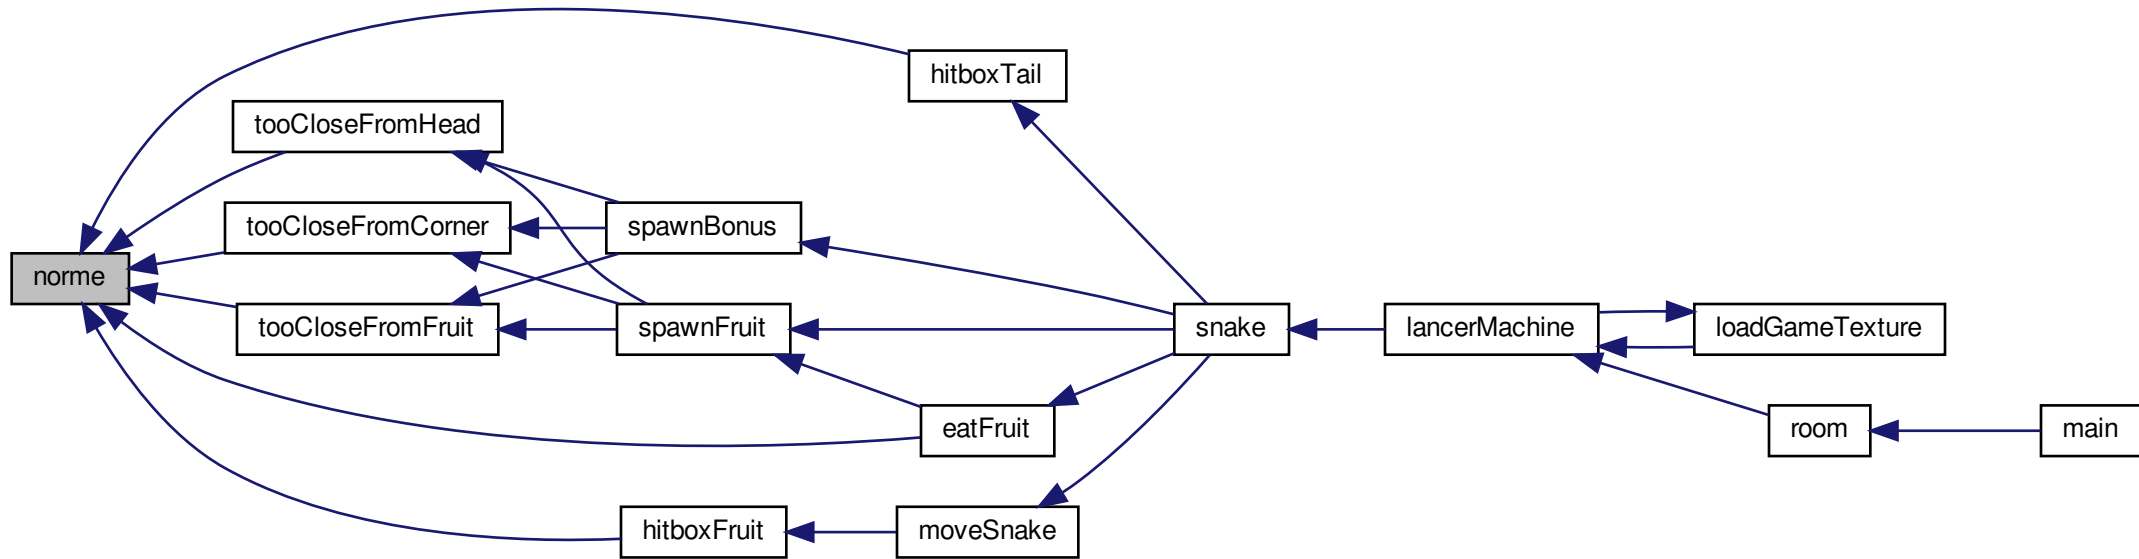 hitboxTail
tooCloseFromHead
tooCloseFromCorner
spawnBonus
norme
tooCloseFromFruit
spawnFruit
snake
lancerMachine
loadGameTexture
eatFruit
room
main
hitboxFruit
moveSnake